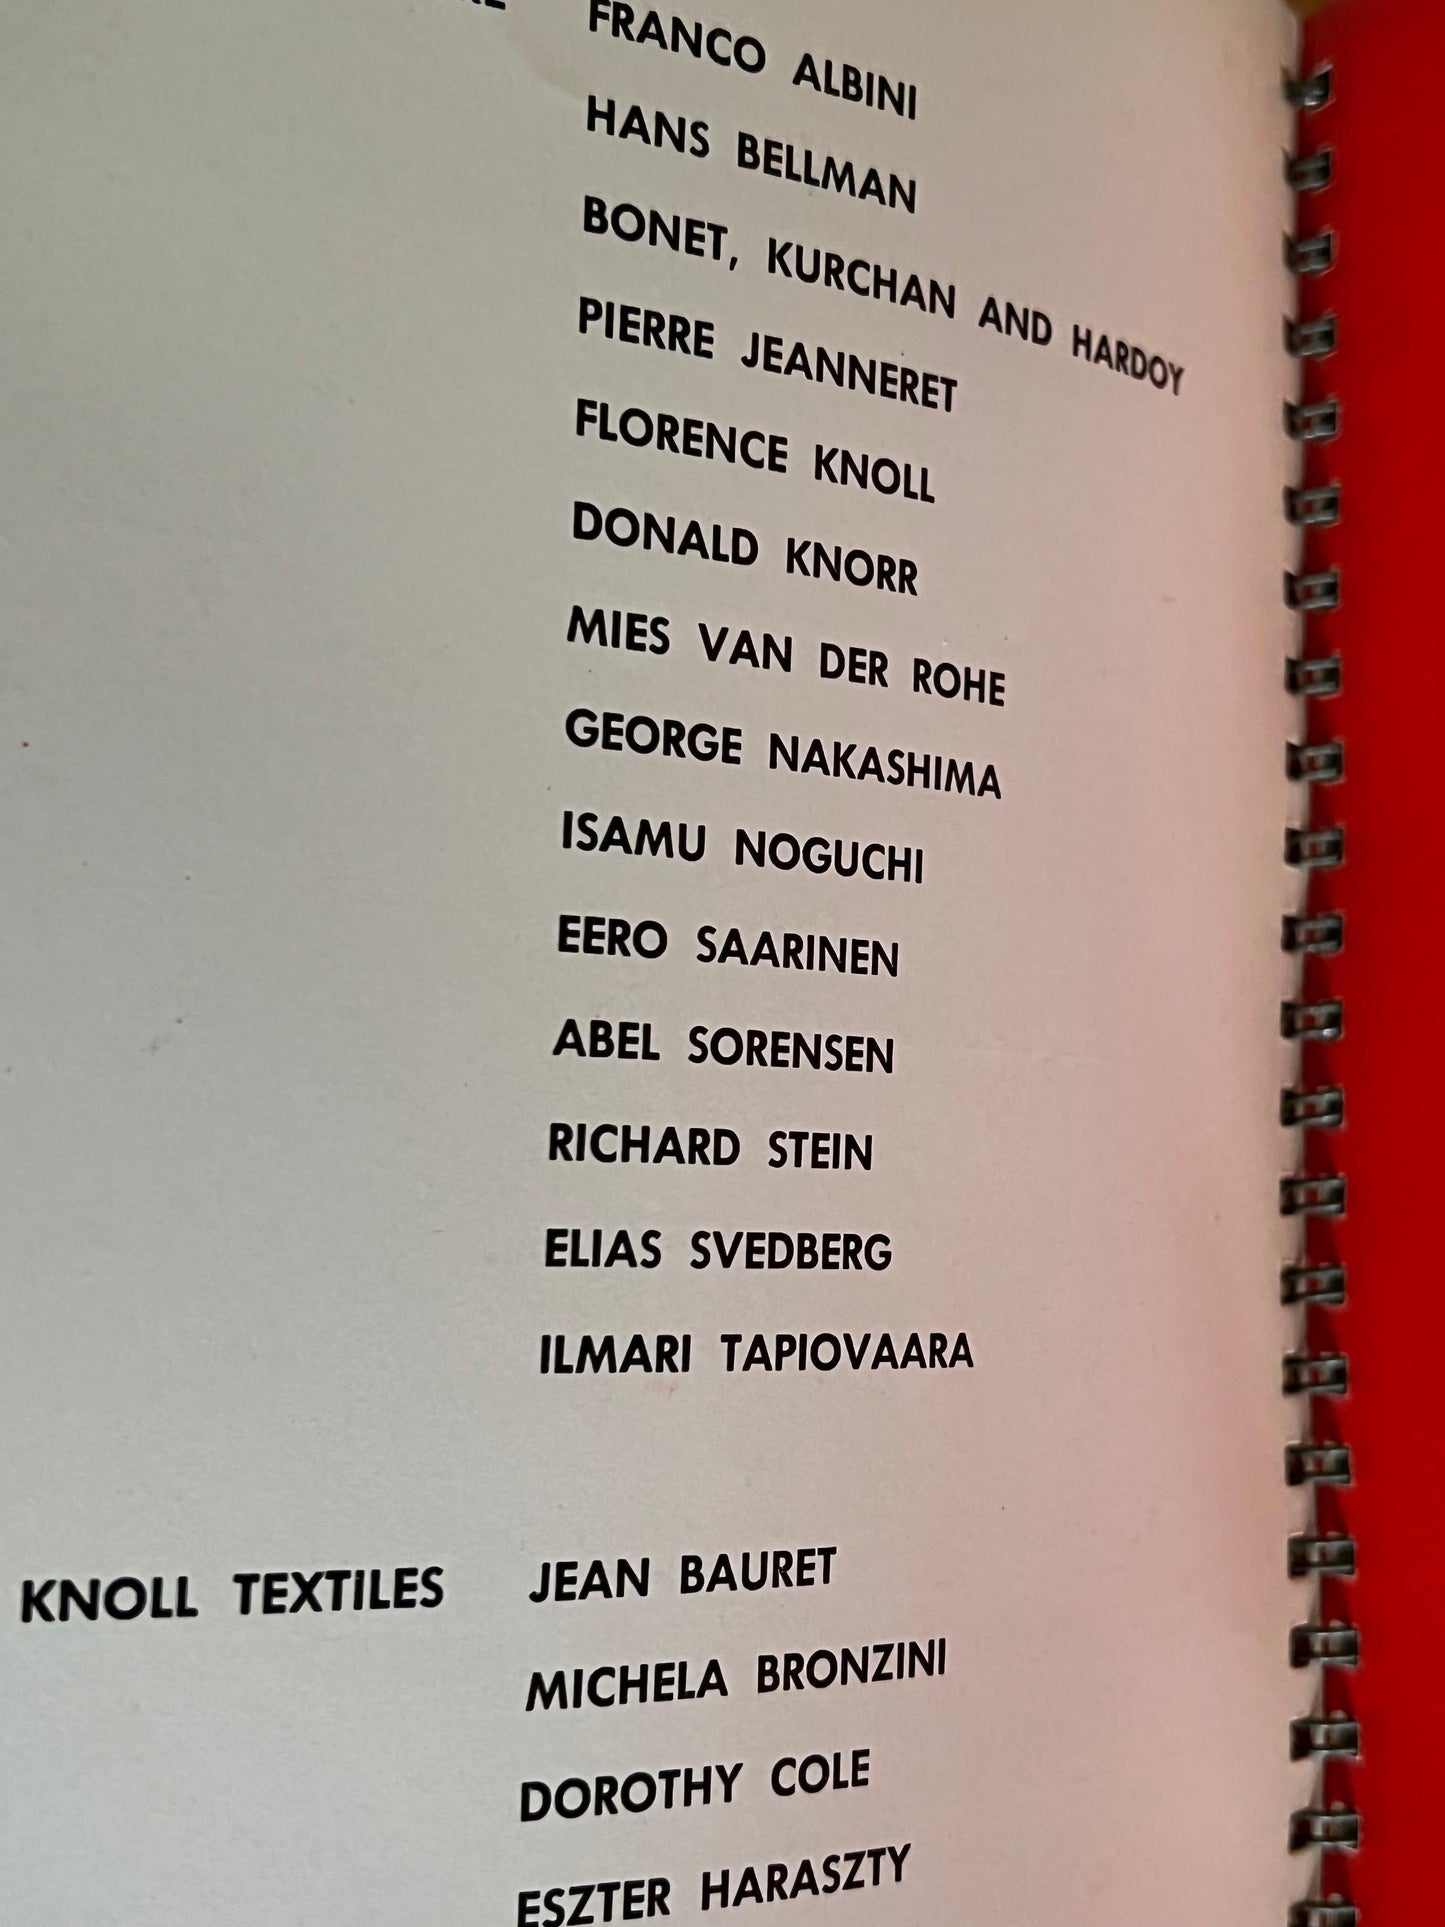 FRANCO ALBINI
HANS BELLMAN
BONET, KURCHAN AND HARDOY
PIERRE JEANNERET
FLORENCE KNOLL
DONALD KNORR
MIES VAN DER ROHE
GEORGE NAKASHIMA
ISAMU NOGUCHI
EERO SAARINEN
ABEL SORENSEN
RICHARD STEIN
ELIAS SVEDBERG
ILMARI TAPIOVAARA
KNOLL TEXTILES JEAN BAURET
MICHELA BRONZINI
DOROTHY COLE
ESZTER HARASZTY